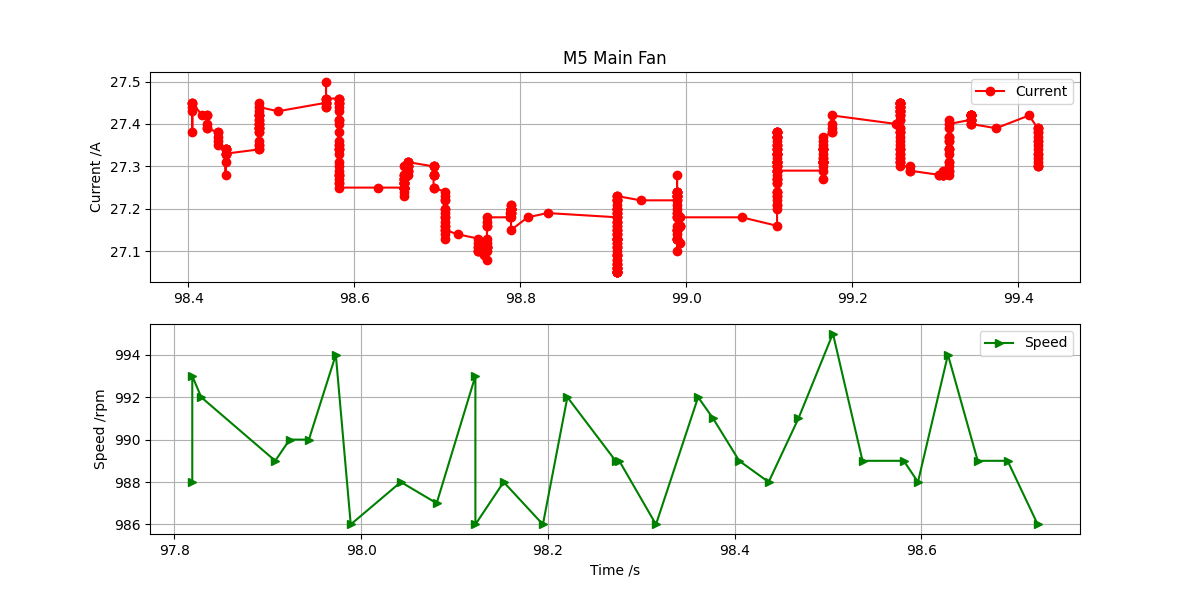 M5 Main Fan
27.5
27.4
27.3
27.2
27.1
Current /A
Current
98.4 98.6 98.8 99.0 99.2 99.4
994
992
990
988
986
Speed /rpm
Speed
97.8 98.0 98.2 98.4 98.6
Time /s